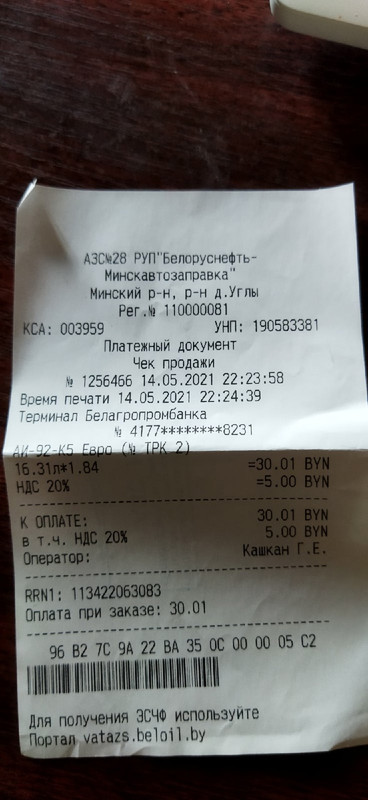 АЗС№28 РУП"Белоруснефть-
Минскавтозаправка"
Минский р-н, р-н д.Углы
Рег.№ 110000081
КСА: 003959 УНП: 190583381
Платежный документ
Чек продажи
№ 1256466 14.05.2021 22:23:58
Время печати 14.05.2021 22:24:39
Терминал Белагропромбанка
№ 4177********8231
АИ-92-К5 Евро (№ ТРК 2)
16.31л*1.84 =30.01 BYN
НДС 20% =5.00 BYN
К ОПЛАТЕ: 30.01 BYN
в т.ч. НДС 20% 5.00 BYN
Оператор: Кашкан Г.Е.
RRN1: 113422063083
Оплата при заказе: 30.01
96 B2 7C 9A 22 BA 35 0C 00 00 05 C2
Для получения ЭСЧФ используйте
Портал vatazs.beloil.by